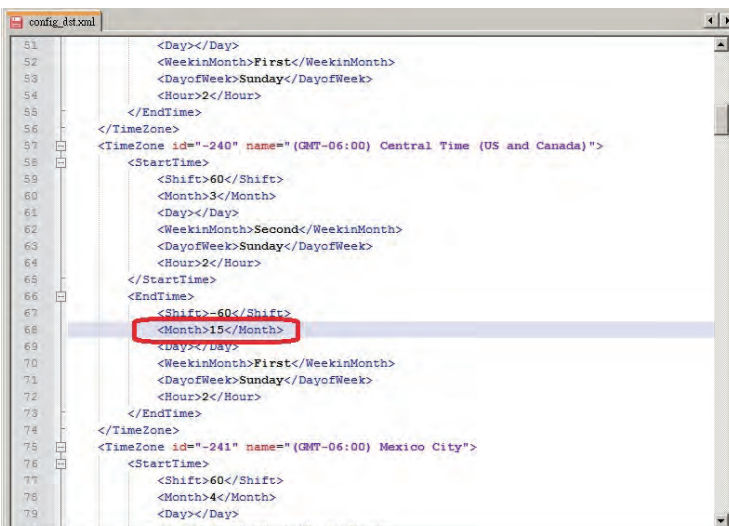 config_dst.xml
51 <Day></Day>
52 <WeekinMonth>First</WeekinMonth>
53 <DayofWeek>Sunday</DayofWeek>
54 <Hour>2</Hour>
55 </EndTime>
56 </TimeZone>
57 <TimeZone id="-240" name="(GMT-06:00) Central Time (US and Canada)">
58 <StartTime>
59 <Shift>60</Shift>
60 <Month>3</Month>
61 <Day></Day>
62 <WeekinMonth>Second</WeekinMonth>
63 <DayofWeek>Sunday</DayofWeek>
64 <Hour>2</Hour>
65 </StartTime>
66 <EndTime>
67 <Shift>-60</Shift>
68 <Month>15</Month>
69 <Day></Day>
70 <WeekinMonth>First</WeekinMonth>
71 <DayofWeek>Sunday</DayofWeek>
72 <Hour>2</Hour>
73 </EndTime>
74 </TimeZone>
75 <TimeZone id="-241" name="(GMT-06:00) Mexico City">
76 <StartTime>
77 <Shift>60</Shift>
78 <Month>4</Month>
79 <Day></Day>